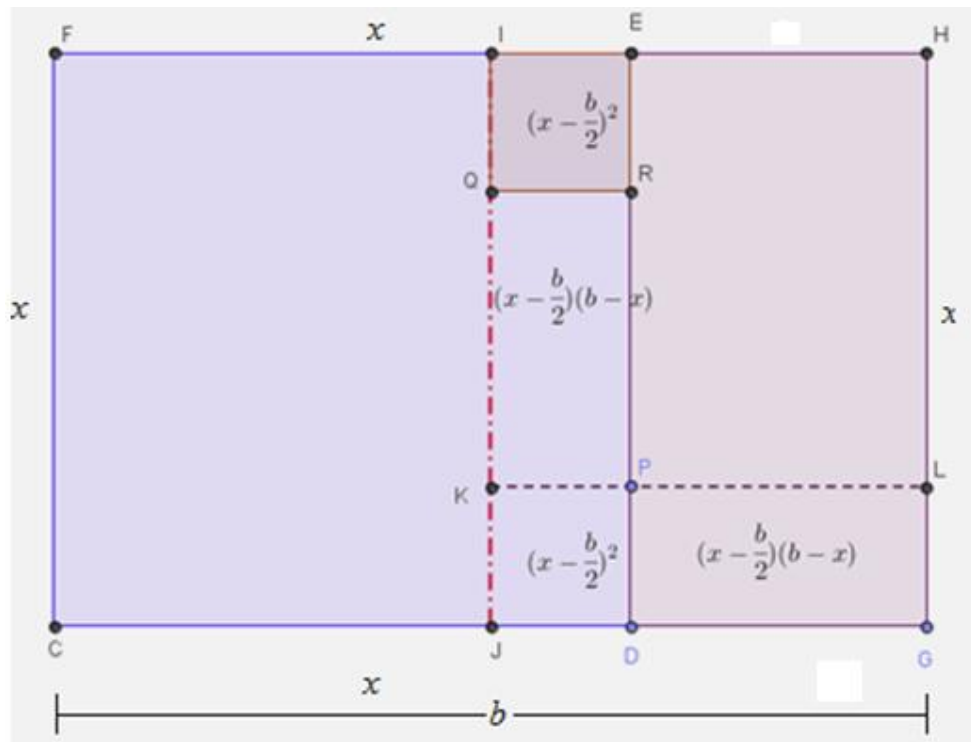 F x I E H
(x − b/2)²
Q R
(x − b/2)(b − x)
x x
P L
K
(x − b/2)² (x − b/2)(b − x)
C J D G
x
b